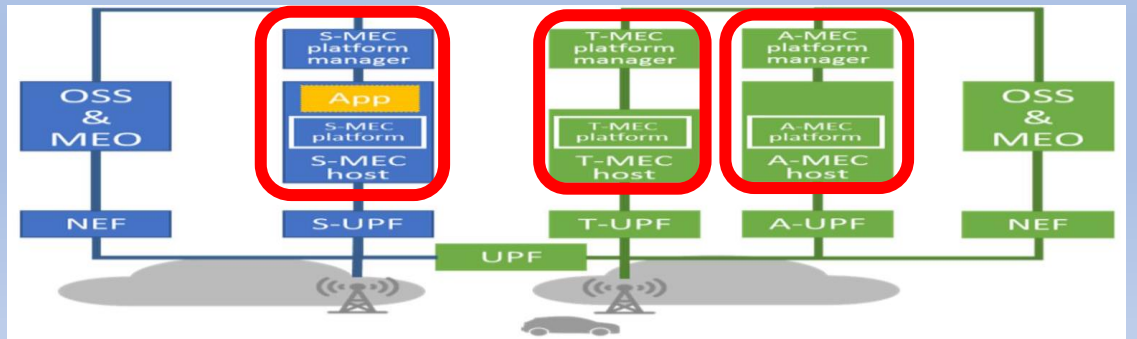 S-MEC
platform
manager
T-MEC
platform
manager
A-MEC
platform
manager
OSS
&
MEO
App
S-MEC
platform
S-MEC
host
T-MEC
platform
T-MEC
host
A-MEC
platform
A-MEC
host
OSS
&
MEO
NEF
S-UPF
T-UPF
A-UPF
NEF
UPF